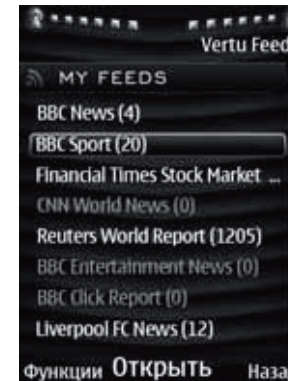 Vertu Feed
MY FEEDS
BBC News (4)
BBC Sport (20)
Financial Times Stock Market ...
CNN World News (0)
Reuters World Report (1205)
BBC Entertainment News (0)
BBC Click Report (0)
Liverpool FC News (12)
Функции Открыть Наза